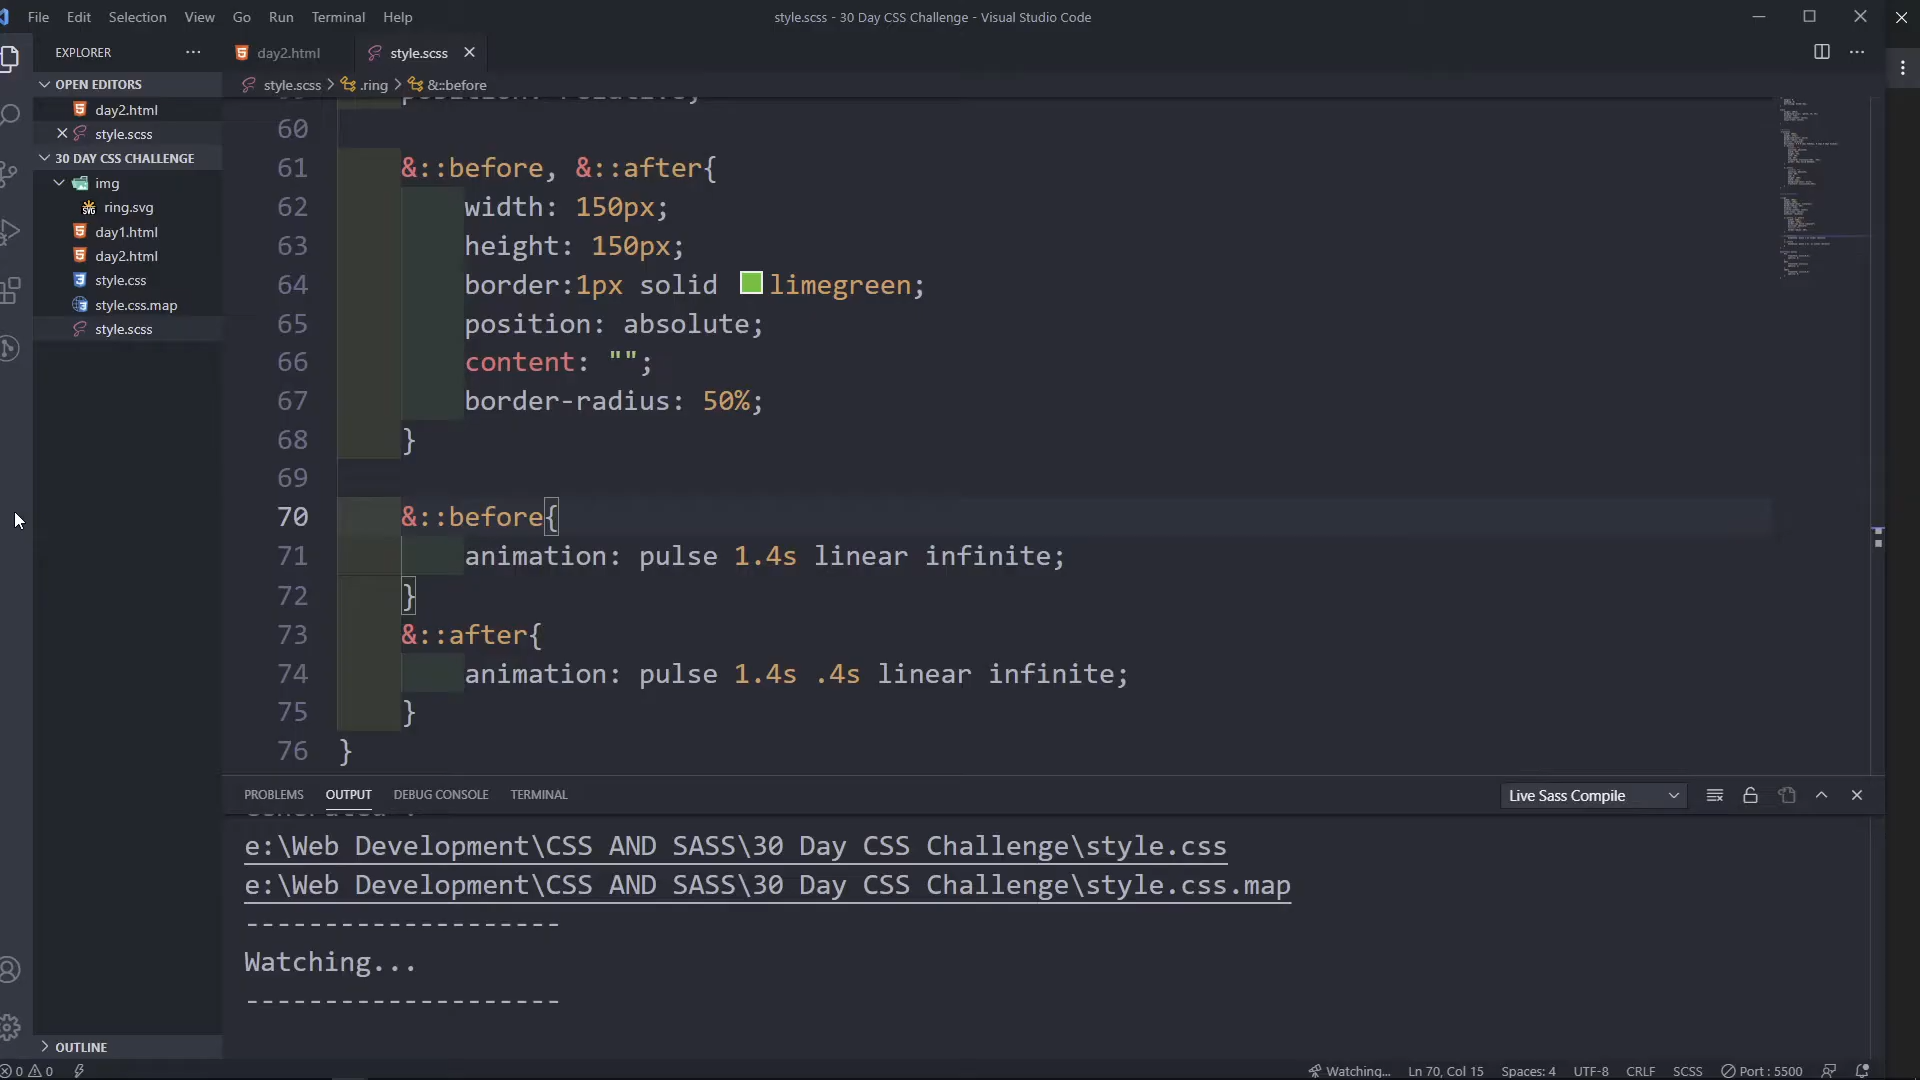 File Edit Selection View Go Run Terminal Help
style.scss - 30 Day CSS Challenge - Visual Studio Code
EXPLORER
day2.html
style.scss
OPEN EDITORS
day2.html
style.scss
30 DAY CSS CHALLENGE
img
ring.svg
day1.html
day2.html
style.css
style.css.map
style.scss
OUTLINE
style.scss > .ring > &::before
position: relative;
60
61 &::before, &::after{
62 width: 150px;
63 height: 150px;
64 border:1px solid limegreen;
65 position: absolute;
66 content: "";
67 border-radius: 50%;
68 }
69
70 &::before{
71 animation: pulse 1.4s linear infinite;
72 }
73 &::after{
74 animation: pulse 1.4s .4s linear infinite;
75 }
76 }
PROBLEMS OUTPUT DEBUG CONSOLE TERMINAL
Live Sass Compile
Generated :
e:\Web Development\CSS AND SASS\30 Day CSS Challenge\style.css
e:\Web Development\CSS AND SASS\30 Day CSS Challenge\style.css.map
--------------------
Watching...
--------------------
0 0
Watching... Ln 70, Col 15 Spaces: 4 UTF-8 CRLF SCSS Port : 5500